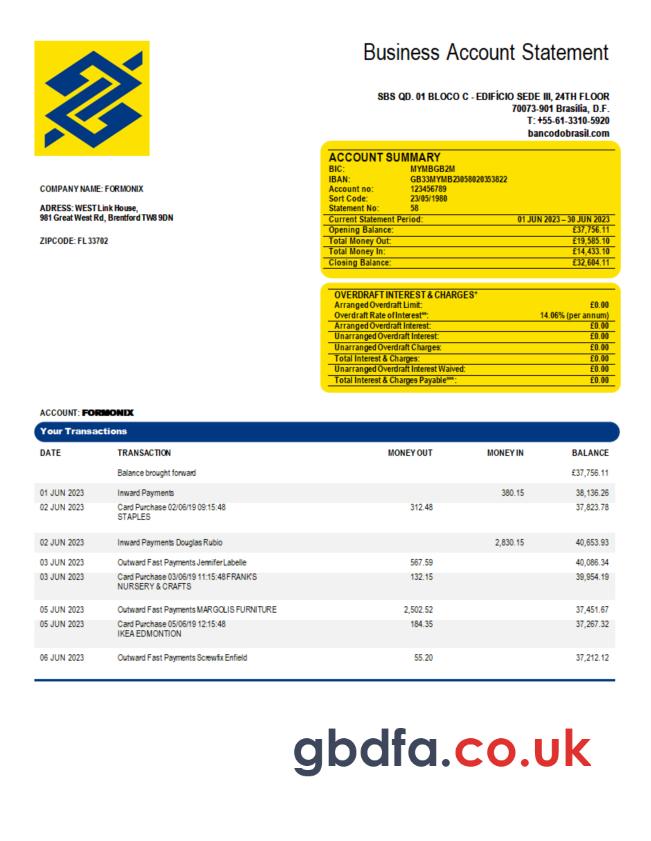 Business Account Statement
SBS QD. 01 BLOCO C - EDIFÍCIO SEDE III, 24TH FLOOR
70073-901 Brasilia, D.F.
T: +55-61-3310-5920
bancodobrasil.com
COMPANY NAME: FORMONIX
ADRESS: WEST Link House,
981 Great West Rd, Brentford TW8 9DN
ZIPCODE: FL 33702
ACCOUNT SUMMARY
BIC: MYMBGB2M
IBAN: GB33MYMB23058020353822
Account no: 123456789
Sort Code: 23/05/1980
Statement No: 58
Current Statement Period: 01 JUN 2023 – 30 JUN 2023
Opening Balance: £37,756.11
Total Money Out: £19,585.10
Total Money In: £14,433.10
Closing Balance: £32,604.11
OVERDRAFT INTEREST & CHARGES*
Arranged Overdraft Limit: £0.00
Overdraft Rate of Interest**: 14.06% (per annum)
Arranged Overdraft Interest: £0.00
Unarranged Overdraft Interest: £0.00
Unarranged Overdraft Charges: £0.00
Total Interest & Charges: £0.00
Unarranged Overdraft Interest Waived: £0.00
Total Interest & Charges Payable***: £0.00
ACCOUNT: FORMONIX
Your Transactions
DATE TRANSACTION MONEY OUT MONEY IN BALANCE
Balance brought forward £37,756.11
01 JUN 2023 Inward Payments 380.15 38,136.26
02 JUN 2023 Card Purchase 02/06/19 09:15:48 312.48 37,823.78
STAPLES
02 JUN 2023 Inward Payments Douglas Rubio 2,830.15 40,653.93
03 JUN 2023 Outward Fast Payments Jennifer Labelle 567.59 40,086.34
03 JUN 2023 Card Purchase 03/06/19 11:15:48 FRANK'S 132.15 39,954.19
NURSERY & CRAFTS
05 JUN 2023 Outward Fast Payments MARGOLIS FURNITURE 2,502.52 37,451.67
05 JUN 2023 Card Purchase 05/06/19 12:15:48 184.35 37,267.32
IKEA EDMONTION
06 JUN 2023 Outward Fast Payments Screwfix Enfield 55.20 37,212.12
gbdfa.co.uk